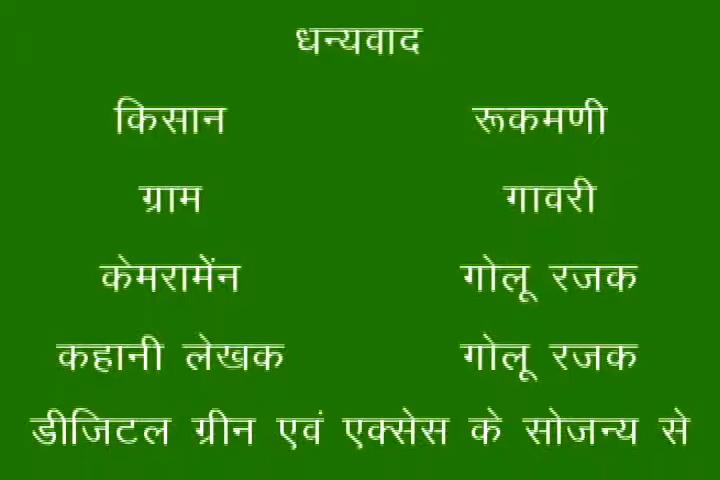 धन्यवाद
किसान रूकमणी
ग्राम गावरी
केमरामेंन गोलू रजक
कहानी लेखक गोलू रजक
डीजिटल ग्रीन एवं एक्सेस के सोजन्य से